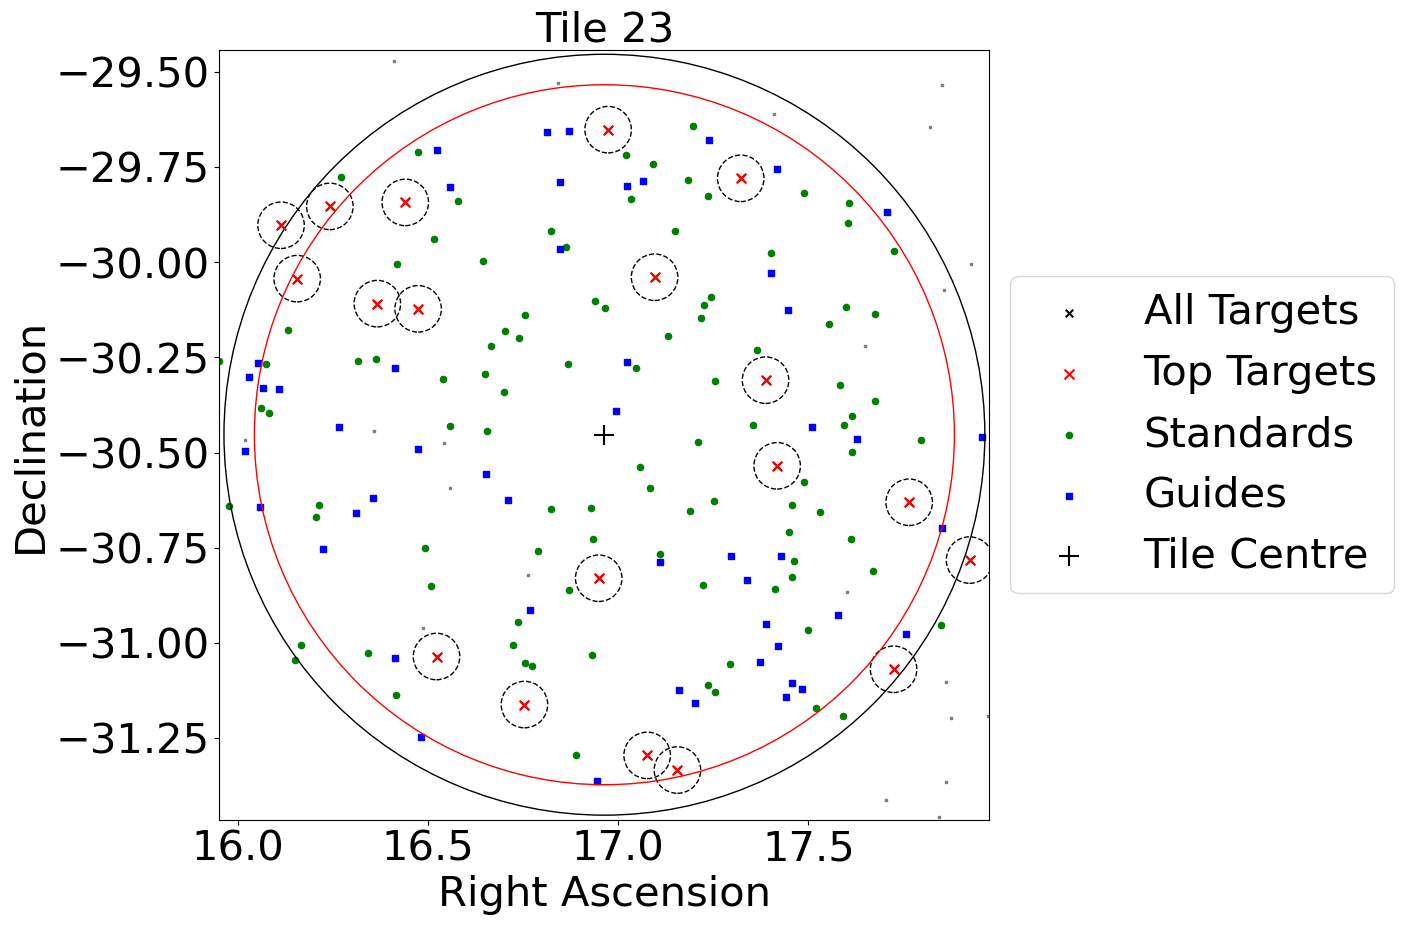 Tile 23
−29.50
−29.75
−30.00
−30.25
−30.50
−30.75
−31.00
−31.25
Declination
16.0 16.5 17.0 17.5
Right Ascension
All Targets
Top Targets
Standards
Guides
Tile Centre